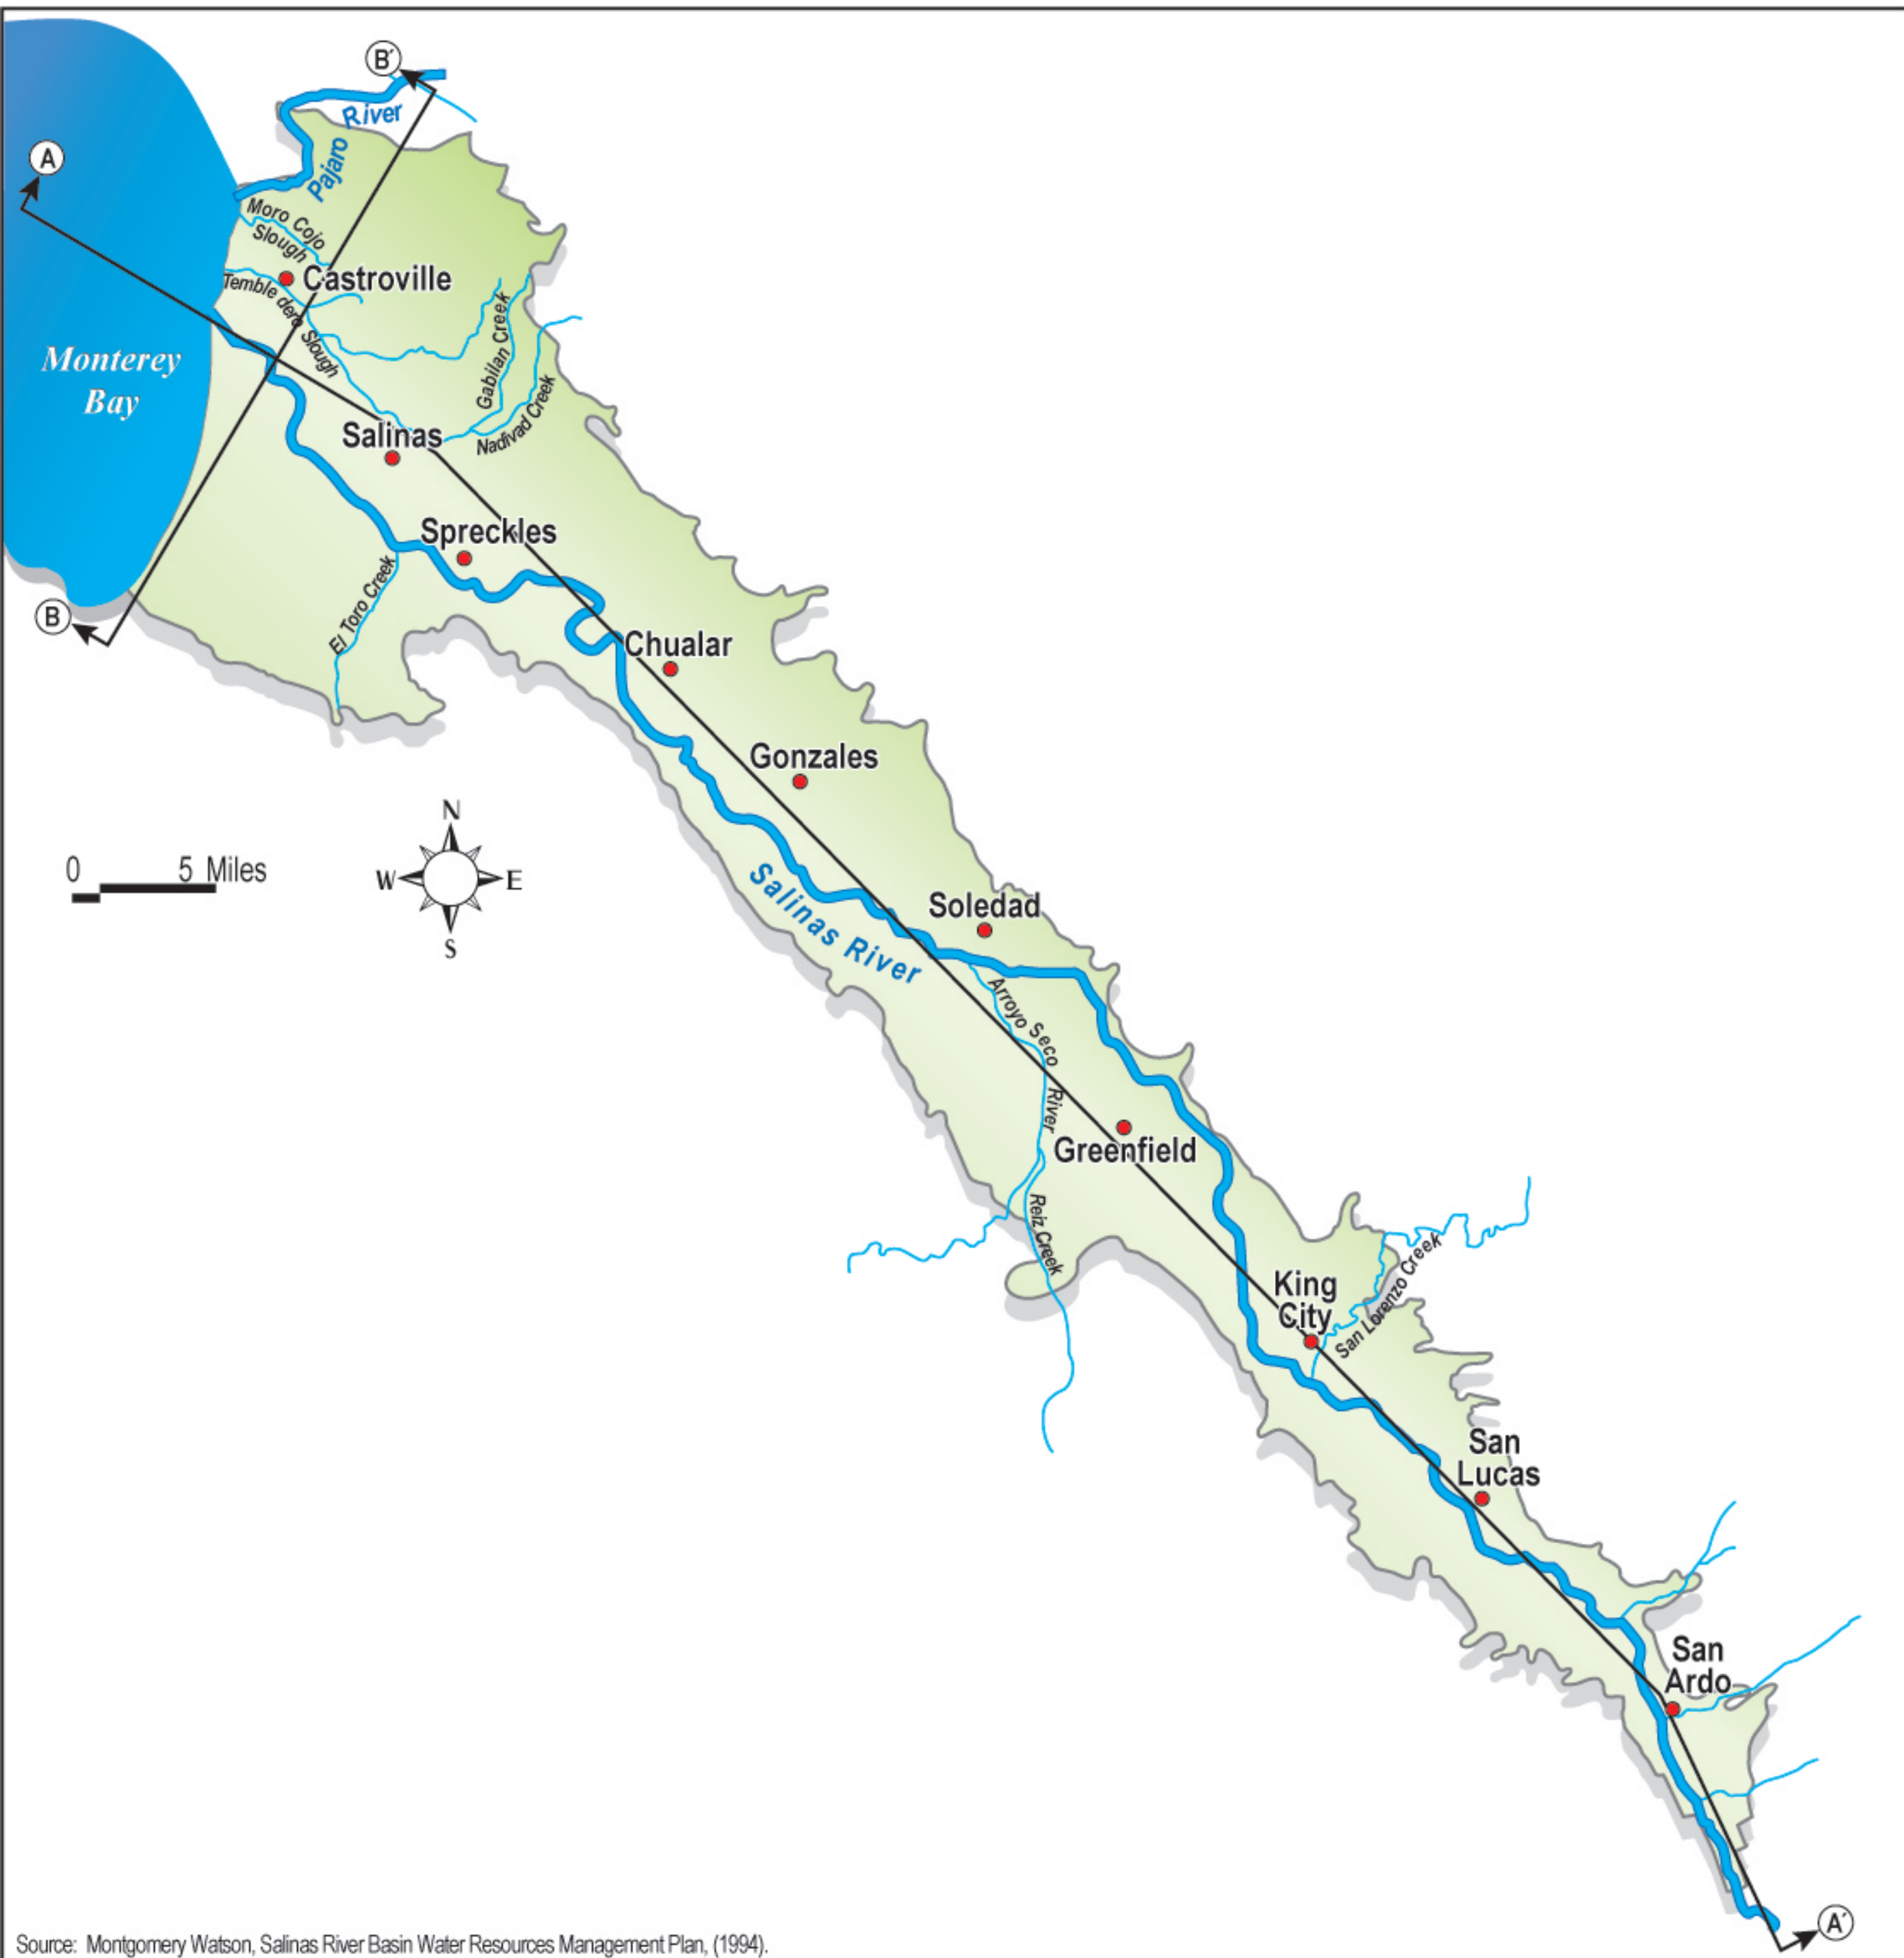 B´
A
Pajaro River
Moro Cojo
Slough
Castroville
Temble dero Slough
Gabilan Creek
Nadivad Creek
Monterey
Bay
Salinas
Spreckles
El Toro Creek
B
Chualar
Gonzales
N
W E
S
0 5 Miles
Salinas River
Soledad
Arroyo Seco River
Greenfield
Reiz Creek
King
City
San Lorenzo Creek
San
Lucas
San
Ardo
A´
Source: Montgomery Watson, Salinas River Basin Water Resources Management Plan, (1994).